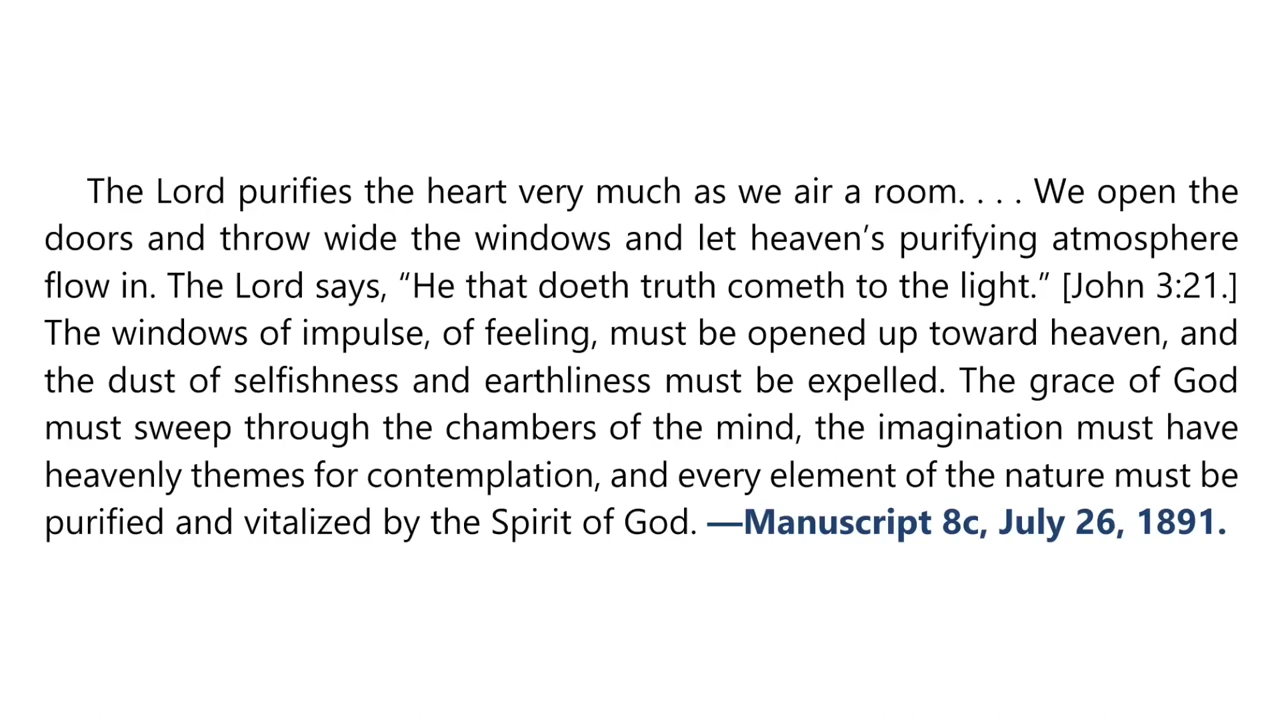 The Lord purifies the heart very much as we air a room. . . . We open the
doors and throw wide the windows and let heaven’s purifying atmosphere
flow in. The Lord says, “He that doeth truth cometh to the light.” [John 3:21.]
The windows of impulse, of feeling, must be opened up toward heaven, and
the dust of selfishness and earthliness must be expelled. The grace of God
must sweep through the chambers of the mind, the imagination must have
heavenly themes for contemplation, and every element of the nature must be
purified and vitalized by the Spirit of God. —Manuscript 8c, July 26, 1891.